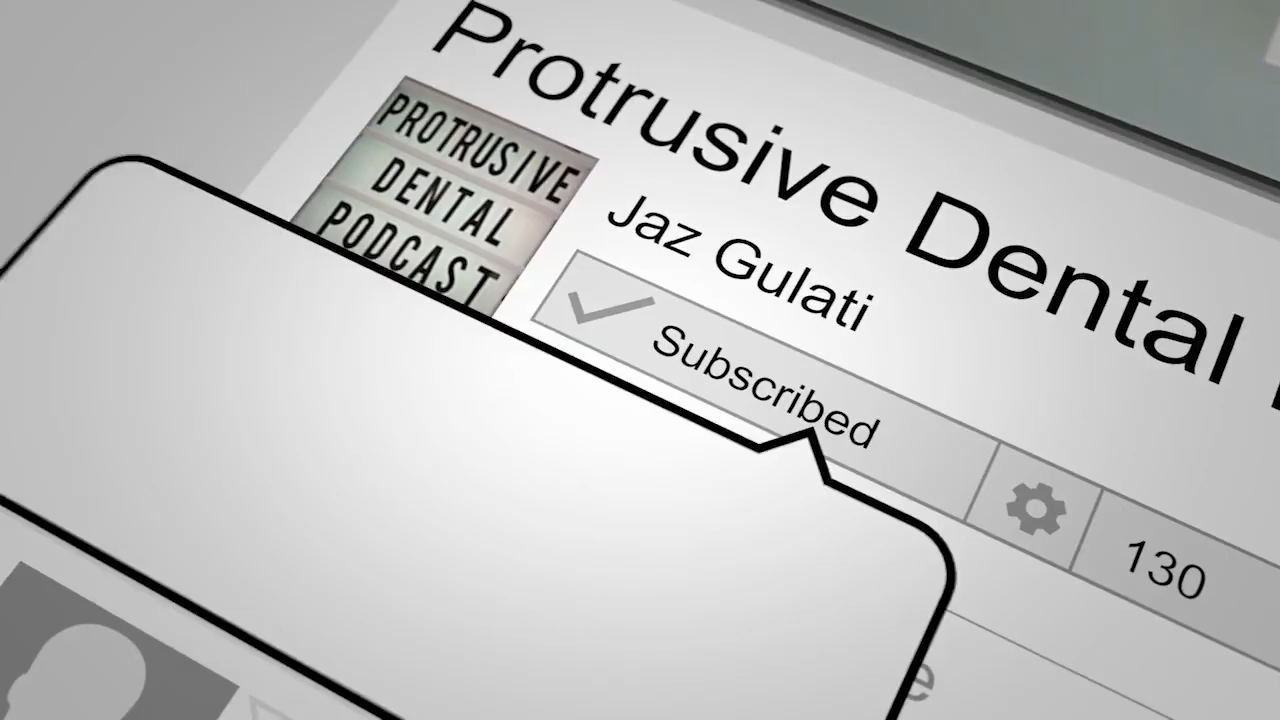 Protrusive Dental
PROTRUSIVE
DENTAL
PODCAST
Jaz Gulati
Subscribed
130